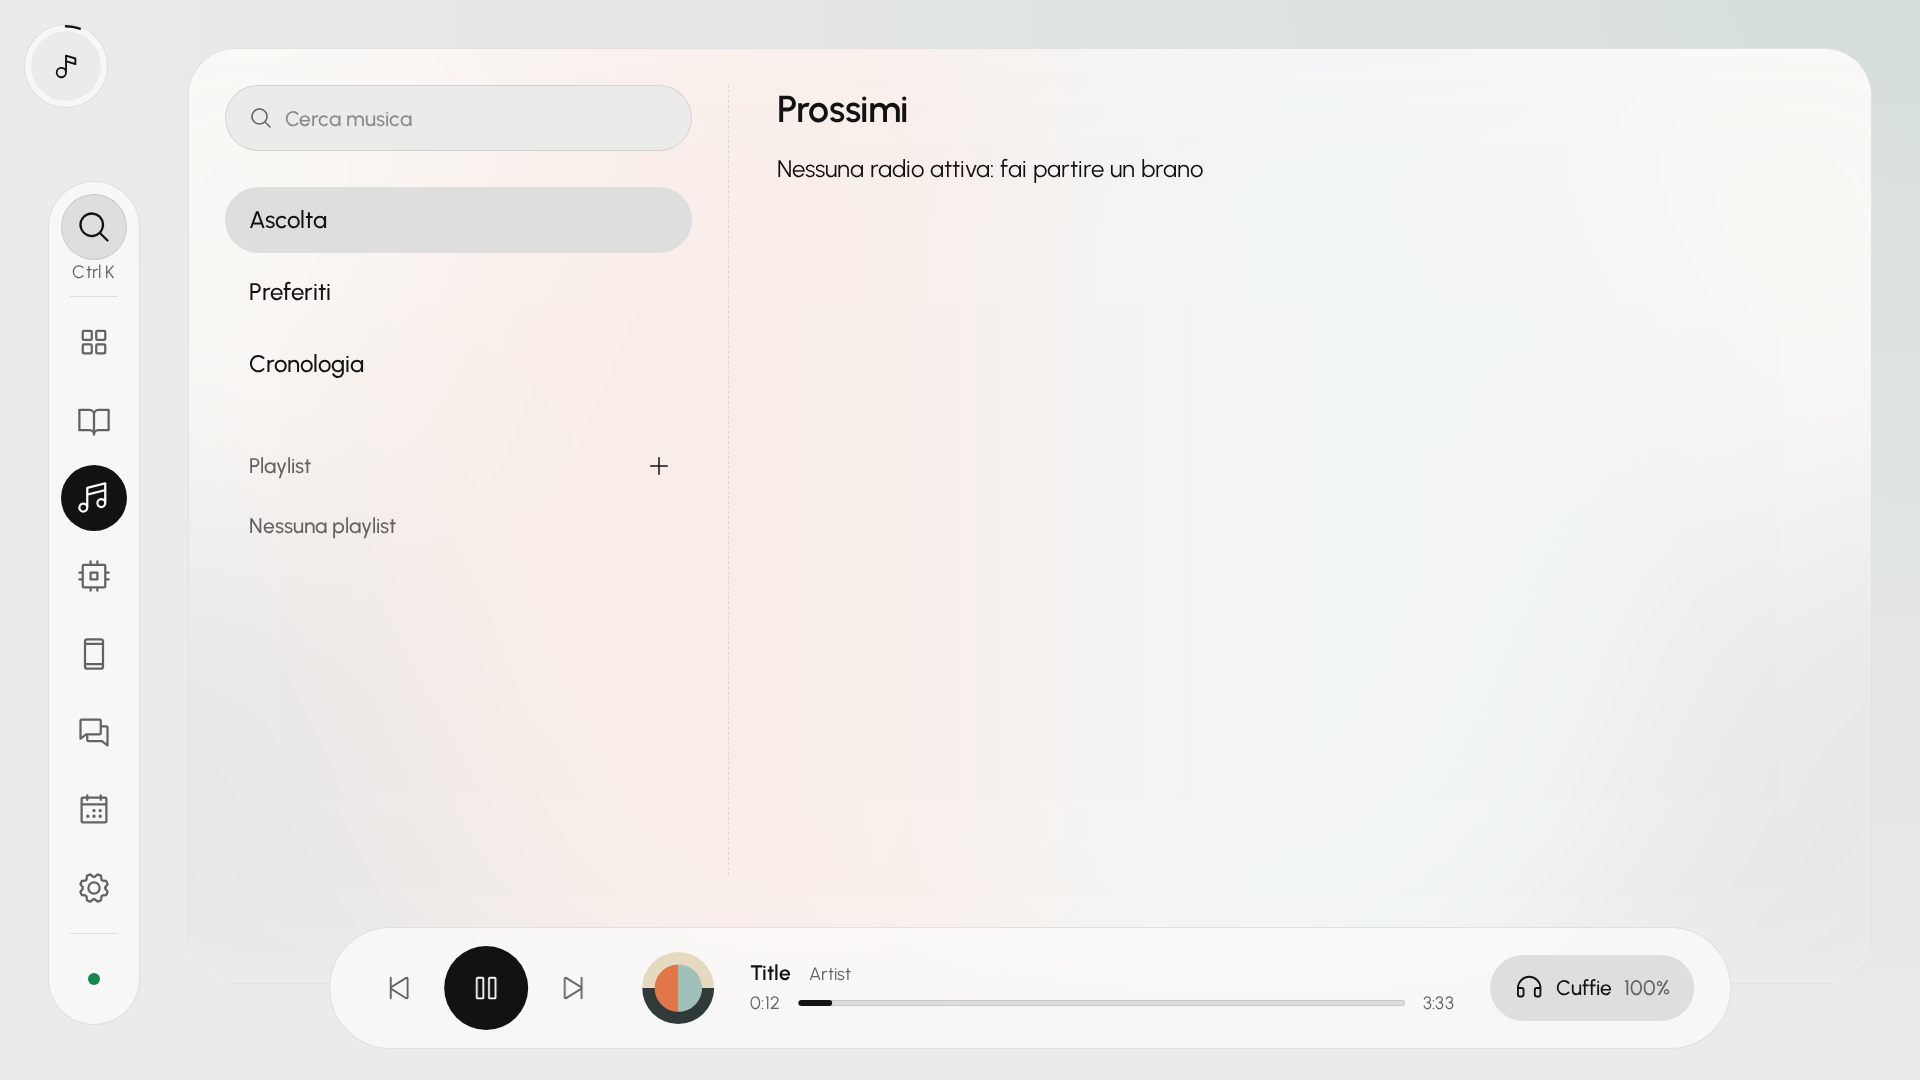 Cerca musica
Ctrl K
Ascolta
Preferiti
Cronologia
Playlist
Nessuna playlist
Prossimi
Nessuna radio attiva: fai partire un brano
Title Artist
0:12 3:33
Cuffie 100%